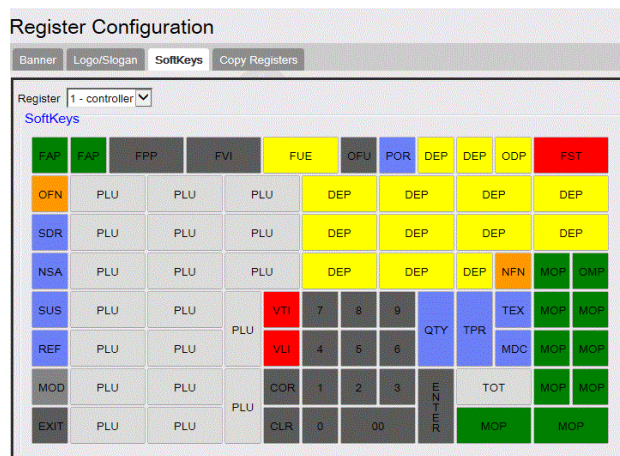 Register Configuration
Banner Logo/Slogan SoftKeys Copy Registers
Register 1 - controller
SoftKeys
FAP FAP FPP FVI FUE OFU POR DEP DEP ODP FST
OFN PLU PLU PLU DEP DEP DEP DEP
SDR PLU PLU PLU DEP DEP DEP DEP
NSA PLU PLU PLU DEP DEP DEP NFN MOP OMP
SUS PLU PLU PLU VTI 7 8 9 QTY TPR TEX MOP MOP
REF PLU PLU VLI 4 5 6 MDC MOP MOP
MOD PLU PLU PLU COR 1 2 3 ENTER TOT MOP MOP
EXIT PLU PLU CLR 0 00 MOP MOP